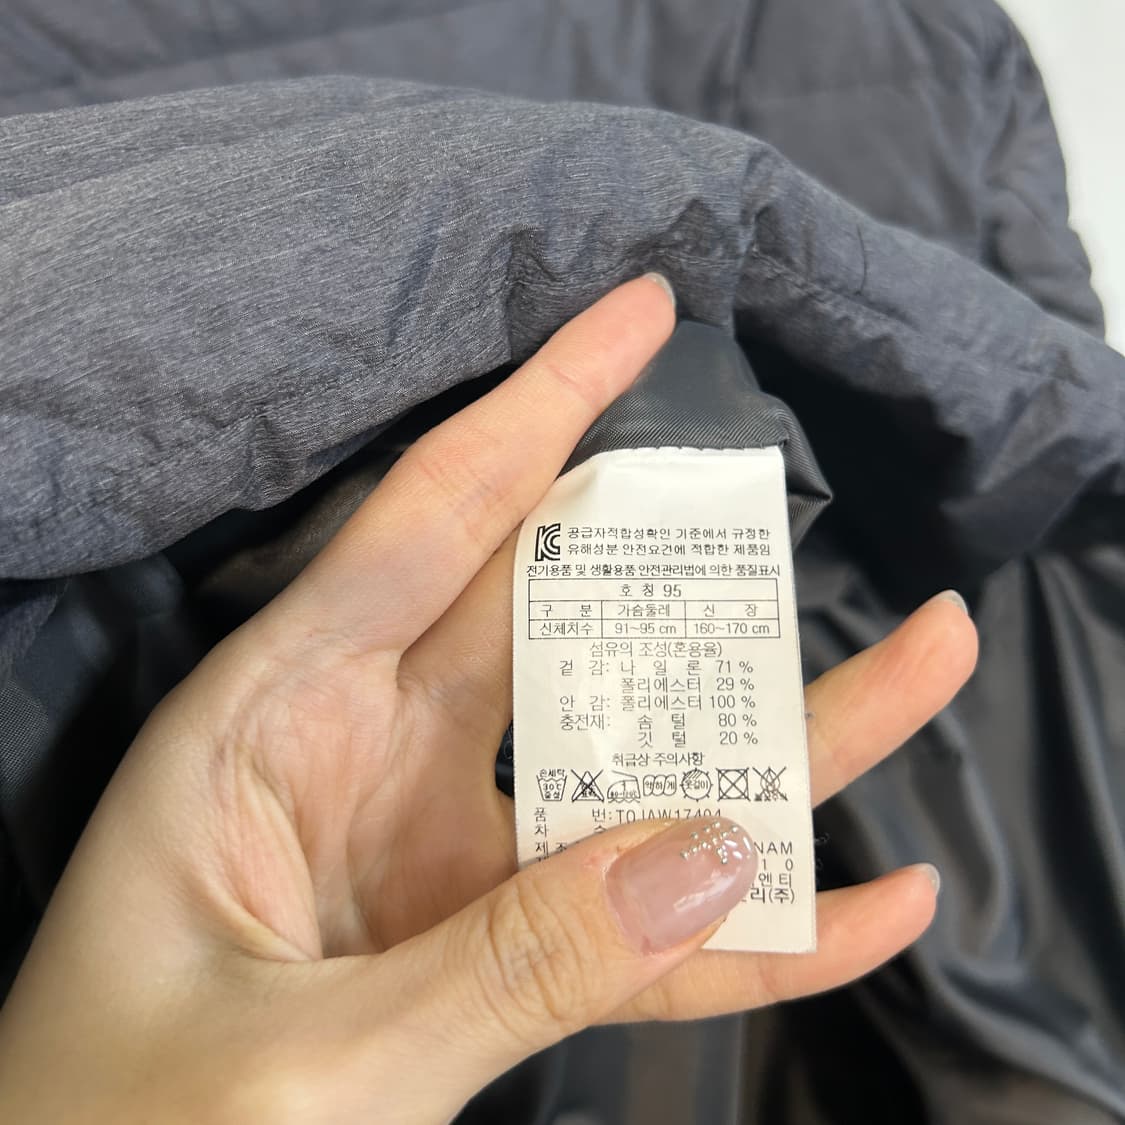 공급자적합성확인 기준에서 규정한
유해성분 안전요건에 적합한 제품임
전기용품 및 생활용품 안전관리법에 의한 품질표시
호 칭 95
구 분 가슴둘레 신 장
신체치수 91~95 cm 160~170 cm
섬유의 조성(혼용율)
겉 감: 나 일 론 71 %
폴리에스터 29 %
안 감: 폴리에스터 100 %
충전재: 솜 털 80 %
깃 털 20 %
취급상 주의사항
손세탁 30℃ 중성 약하게 옷걸이
품 번:
차
제 조 NAM
1 0
엔티
리(주)